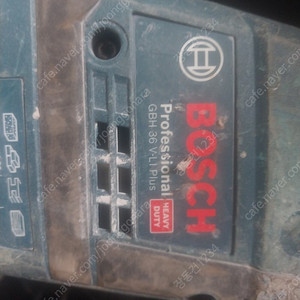 BOSCH
Professional
GBH 36 V-LI Plus
HEAVY
DUTY